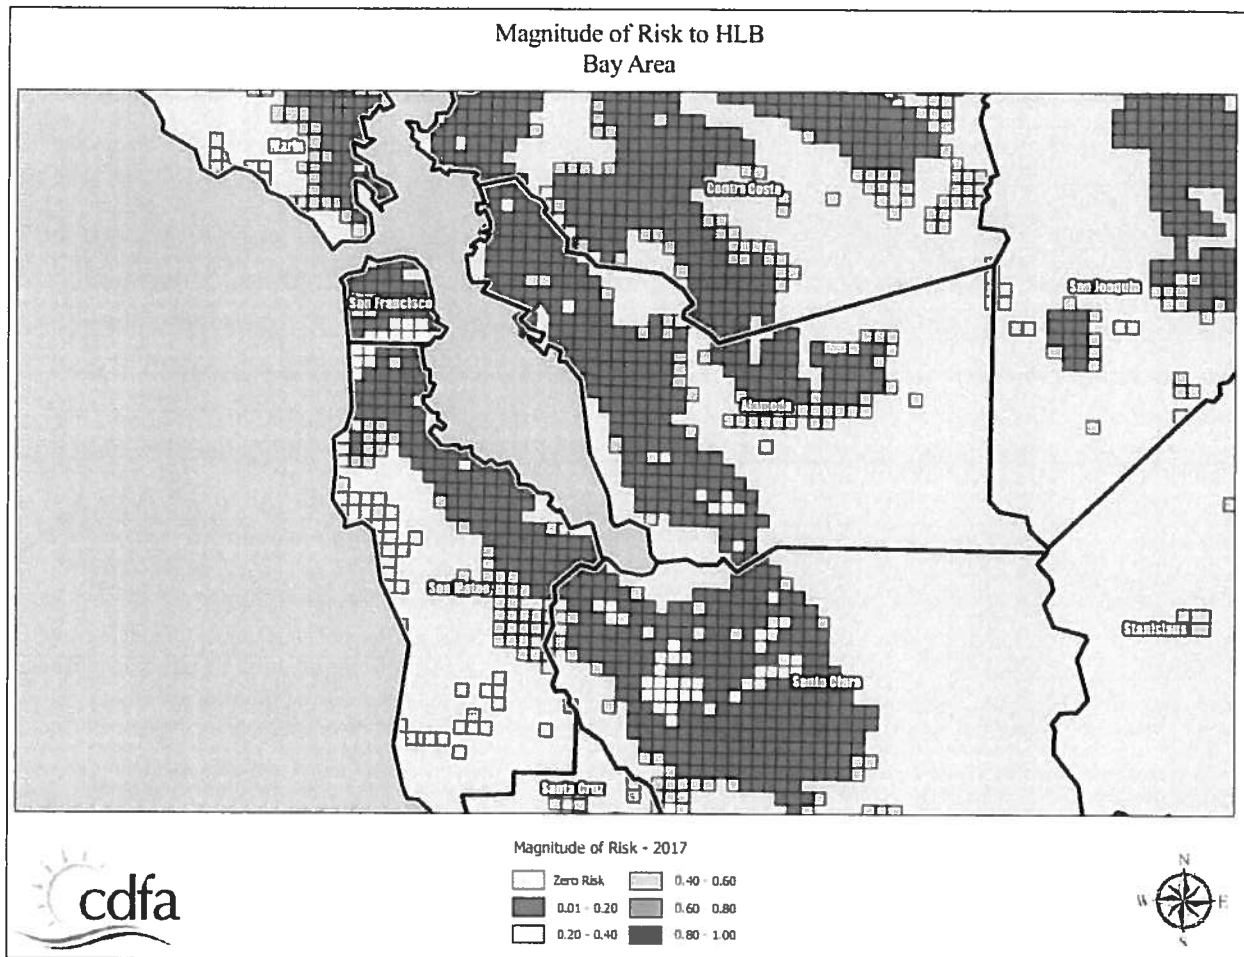 Magnitude of Risk to HLB
Bay Area
Marin
Contra Costa
San Francisco
San Joaquin
Alameda
San Mateo
Stanislaus
Santa Clara
Santa Cruz
Magnitude of Risk - 2017
Zero Risk
0.40 - 0.60
0.01 - 0.20
0.60 - 0.80
0.20 - 0.40
0.80 - 1.00
cdfa
N
W
E
S